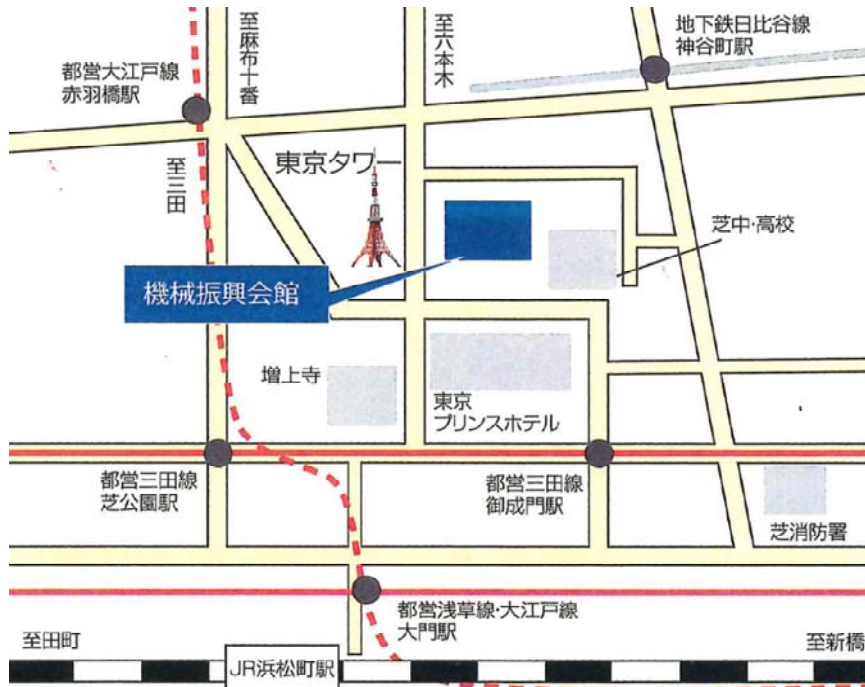 至麻布十番
至六本木
地下鉄日比谷線
神谷町駅
都営大江戸線
赤羽橋駅
至三田
東京タワー
芝中・高校
機械振興会館
増上寺
東京
プリンスホテル
都営三田線
芝公園駅
都営三田線
御成門駅
芝消防署
都営浅草線・大江戸線
大門駅
至田町
至新橋
JR浜松町駅